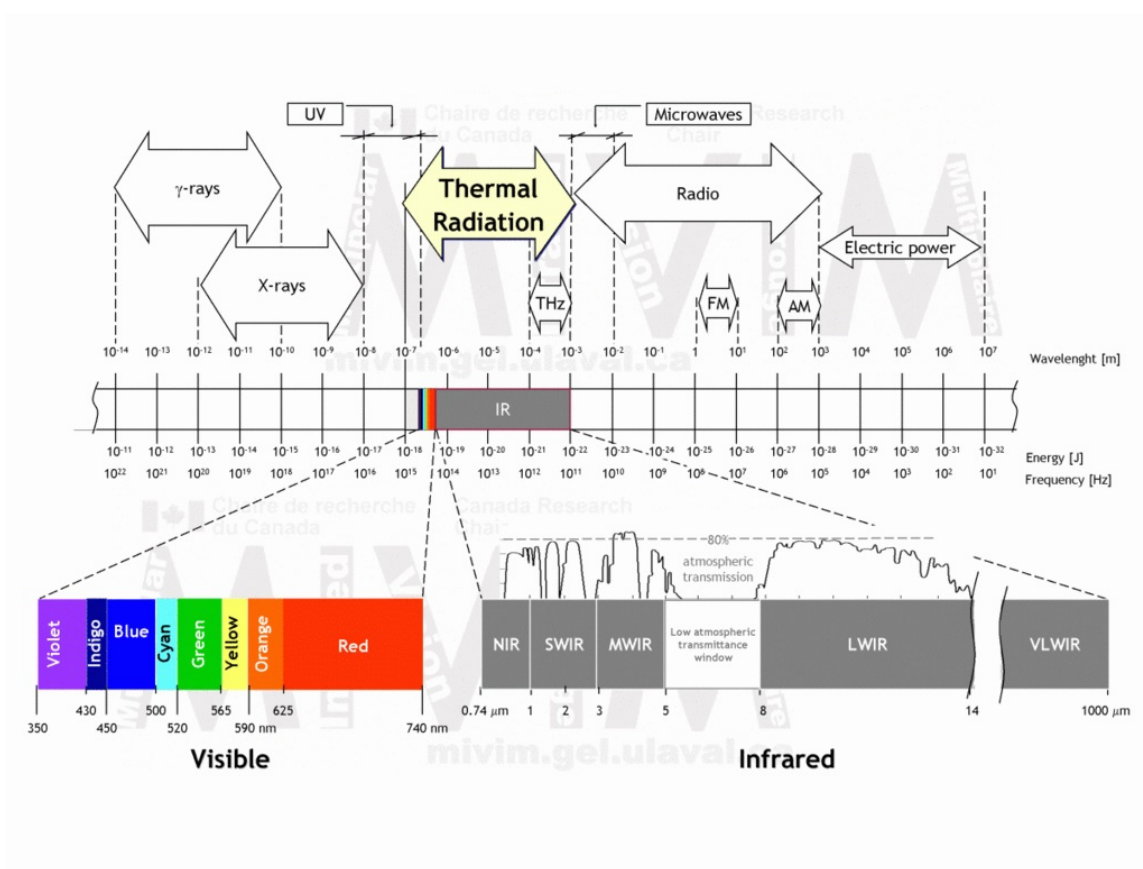 UV
Microwaves
Chaire de recherche
du Canada
Research
Chair
γ-rays
Thermal
Radiation
Radio
X-rays
Electric power
THz
FM
AM
10⁻¹⁴ 10⁻¹³ 10⁻¹² 10⁻¹¹ 10⁻¹⁰ 10⁻⁹ 10⁻⁸ 10⁻⁷ 10⁻⁶ 10⁻⁵ 10⁻⁴ 10⁻³ 10⁻² 10⁻¹ 1 10¹ 10² 10³ 10⁴ 10⁵ 10⁶ 10⁷
Wavelenght [m]
mivim.gel.ulaval.ca
IR
10⁻¹¹ 10⁻¹² 10⁻¹³ 10⁻¹⁴ 10⁻¹⁵ 10⁻¹⁶ 10⁻¹⁷ 10⁻¹⁸ 10⁻¹⁹ 10⁻²⁰ 10⁻²¹ 10⁻²² 10⁻²³ 10⁻²⁴ 10⁻²⁵ 10⁻²⁶ 10⁻²⁷ 10⁻²⁸ 10⁻²⁹ 10⁻³⁰ 10⁻³¹ 10⁻³²
Energy [J]
10²² 10²¹ 10²⁰ 10¹⁹ 10¹⁸ 10¹⁷ 10¹⁶ 10¹⁵ 10¹⁴ 10¹³ 10¹² 10¹¹ 10¹⁰ 10⁹ 10⁸ 10⁷ 10⁶ 10⁵ 10⁴ 10³ 10² 10¹
Frequency [Hz]
Chaire de recherche
du Canada
Canada Research
80%
atmospheric
transmission
Violet
Indigo
Blue
Cyan
Green
Yellow
Orange
Red
NIR
SWIR
MWIR
Low atmospheric
transmittance
window
LWIR
VLWIR
430 500 565 625
350 450 520 590 nm 740 nm
0.74 μm 1 2 3 5 8 14 1000 μm
Visible
Infrared
mivim.gel.ulaval.ca